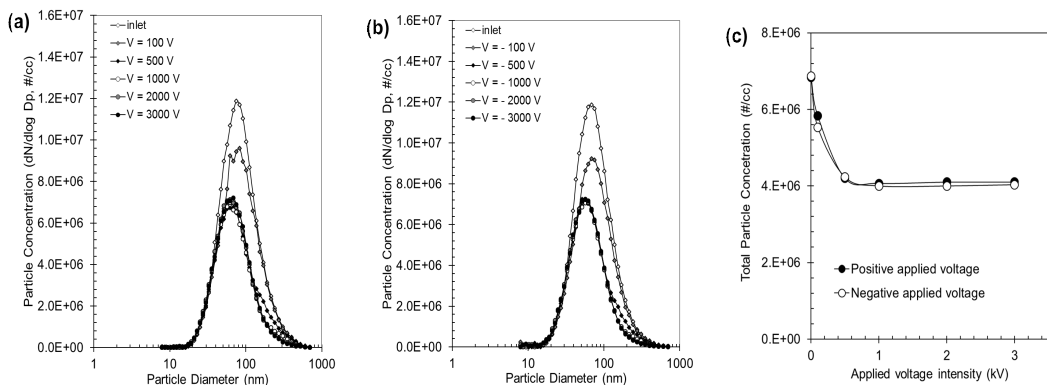 (a)
inlet
V = 100 V
V = 500 V
V = 1000 V
V = 2000 V
V = 3000 V
Particle Concentration (dN/dlog Dp, #/cc)
1.6E+07
1.4E+07
1.2E+07
1.0E+07
8.0E+06
6.0E+06
4.0E+06
2.0E+06
0.0E+00
1 10 100 1000
Particle Diameter (nm)
(b)
inlet
V = - 100 V
V = - 500 V
V = - 1000 V
V = - 2000 V
V = - 3000 V
Particle Concentration (dN/dlog Dp, #/cc)
1.6E+07
1.4E+07
1.2E+07
1.0E+07
8.0E+06
6.0E+06
4.0E+06
2.0E+06
0.0E+00
1 10 100 1000
Particle Diameter (nm)
(c)
Total Particle Concetration (#/cc)
8.E+06
6.E+06
4.E+06
2.E+06
0.E+00
Positive applied voltage
Negative applied voltage
0 1 2 3
Applied voltage intensity (kV)